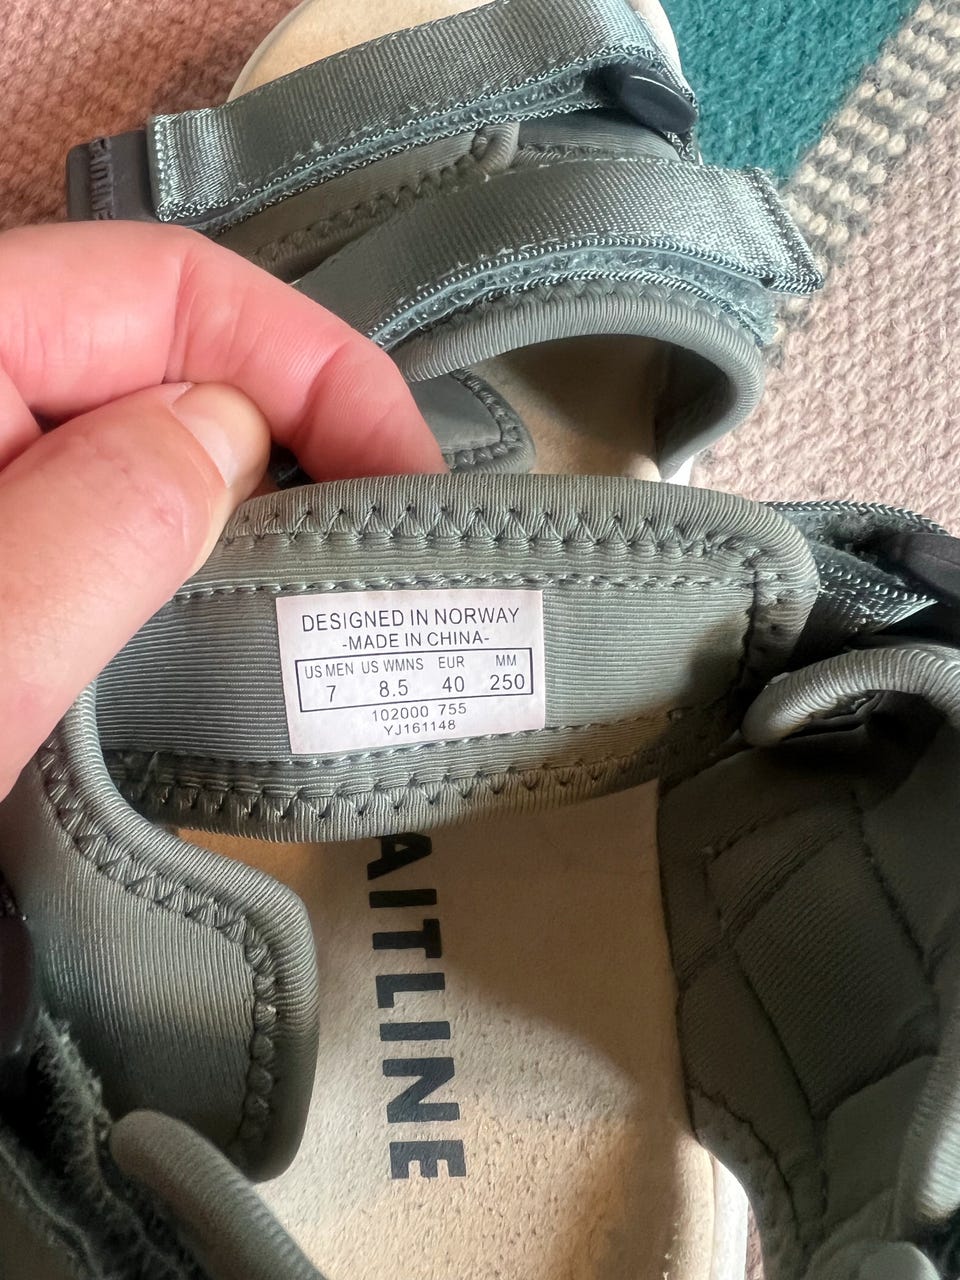 DESIGNED IN NORWAY
-MADE IN CHINA-
US MEN US WMNS EUR MM
7 8.5 40 250
102000 755
YJ161148
AITLINE